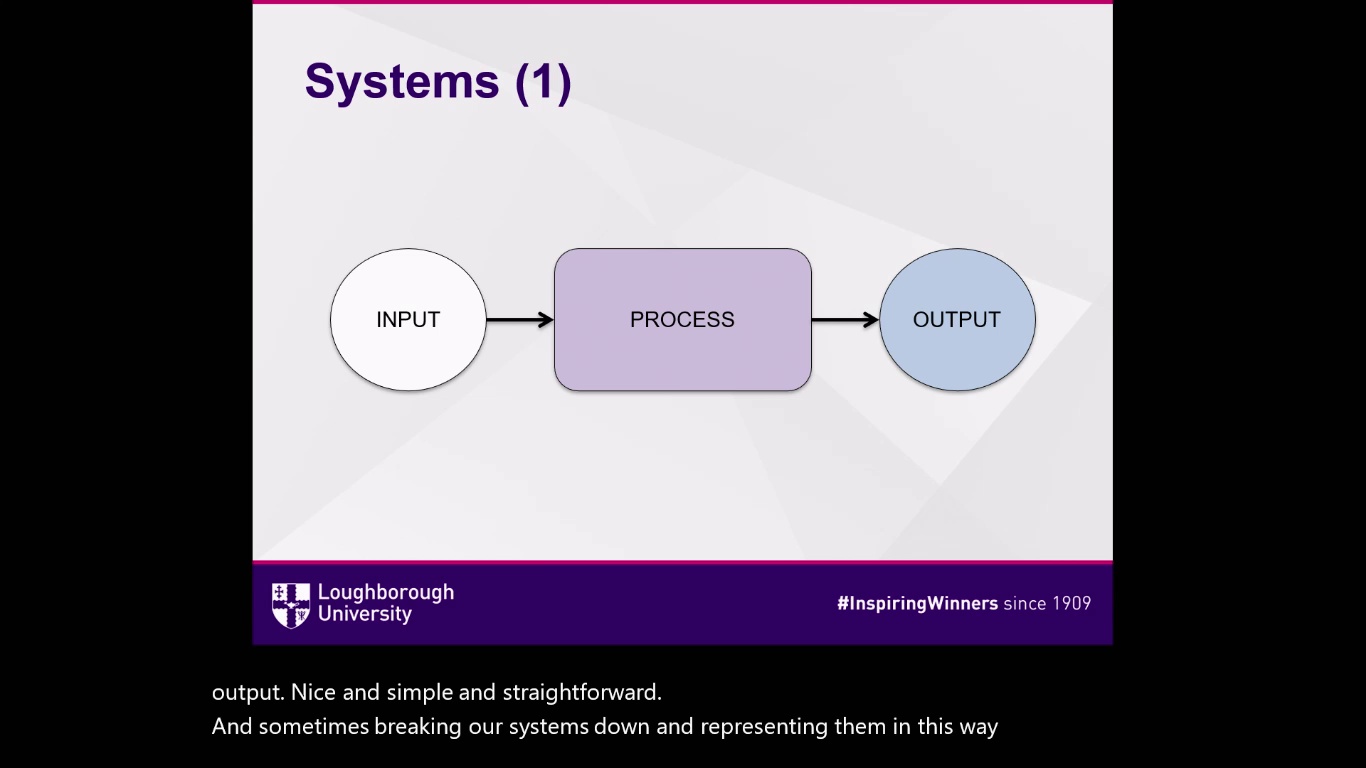 Systems (1)
INPUT
PROCESS
OUTPUT
Loughborough
University
#InspiringWinners since 1909
output. Nice and simple and straightforward.
And sometimes breaking our systems down and representing them in this way